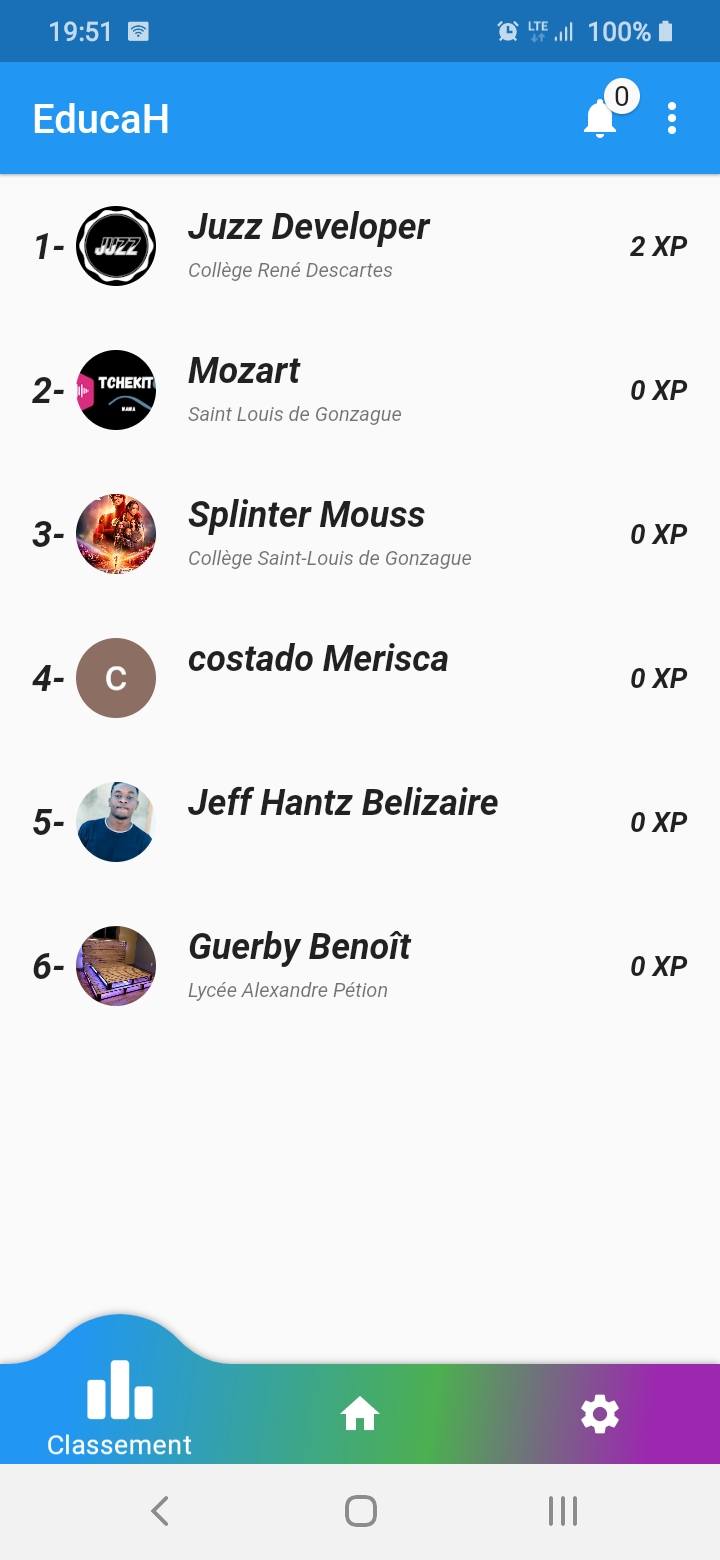 19:51 LTE 100%
EducaH 0
1- JUZZ Juzz Developer 2 XP
Collège René Descartes
2- TCHEKIT Mozart 0 XP
Saint Louis de Gonzague
3- Splinter Mouss 0 XP
Collège Saint-Louis de Gonzague
4- C costado Merisca 0 XP
5- Jeff Hantz Belizaire 0 XP
6- Guerby Benoît 0 XP
Lycée Alexandre Pétion
Classement